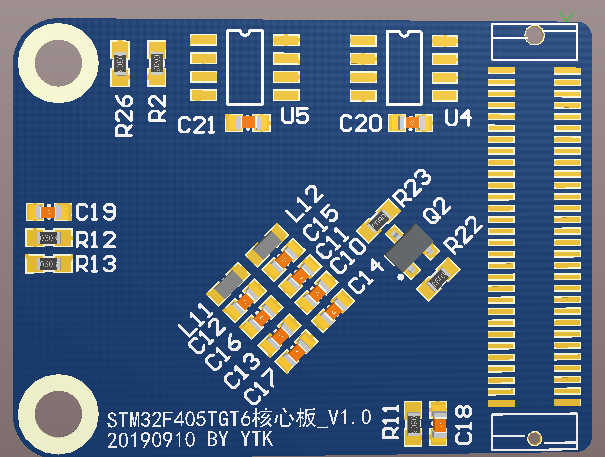 R26
R2
C21
U5
C20
U4
C19
R12
R13
L12
C15
C11
C10
C14
R23
Q2
R22
L11
C12
C16
C13
C17
R11
C18
STM32F405TGT6核心板_V1.0
20190910 BY YTK